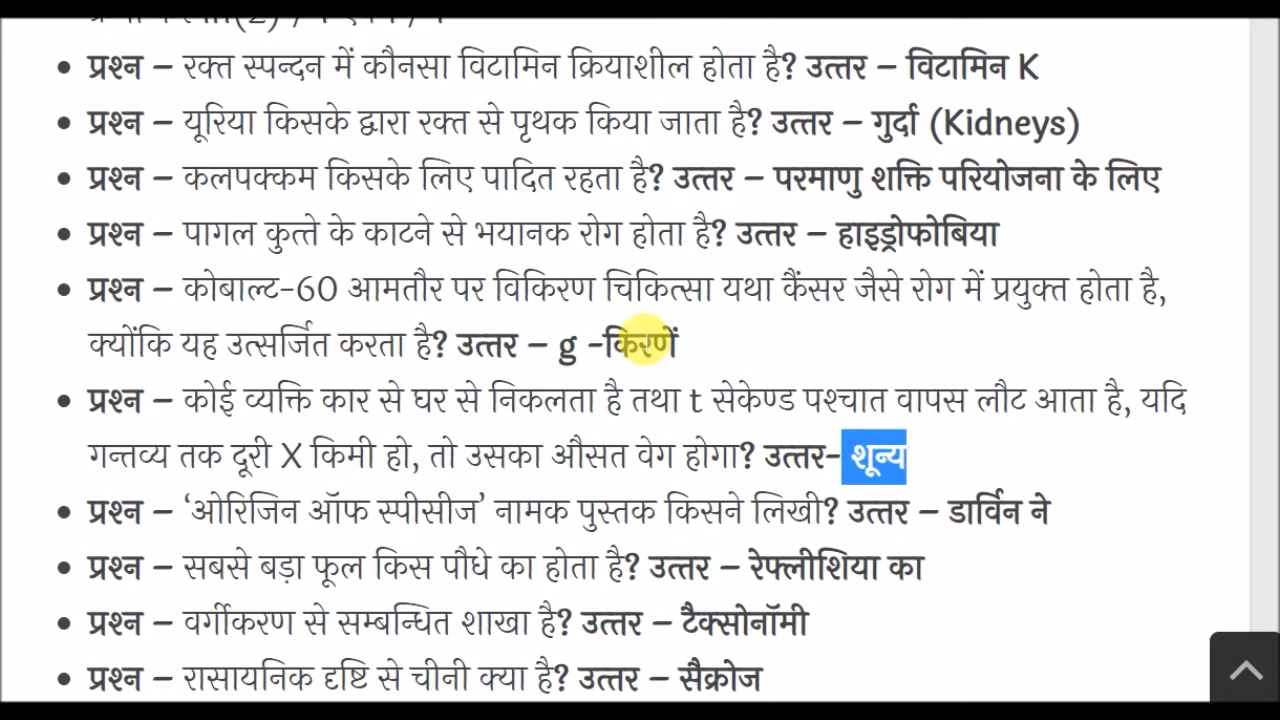 • प्रश्न – रक्त स्पन्दन में कौनसा विटामिन क्रियाशील होता है? उत्तर – विटामिन K
• प्रश्न – यूरिया किसके द्वारा रक्त से पृथक किया जाता है? उत्तर – गुर्दा (Kidneys)
• प्रश्न – कलपक्कम किसके लिए पादित रहता है? उत्तर – परमाणु शक्ति परियोजना के लिए
• प्रश्न – पागल कुत्ते के काटने से भयानक रोग होता है? उत्तर – हाइड्रोफोबिया
• प्रश्न – कोबाल्ट-60 आमतौर पर विकिरण चिकित्सा यथा कैंसर जैसे रोग में प्रयुक्त होता है,
क्योंकि यह उत्सर्जित करता है? उत्तर – g -किरणें
• प्रश्न – कोई व्यक्ति कार से घर से निकलता है तथा t सेकेण्ड पश्चात वापस लौट आता है, यदि
गन्तव्य तक दूरी X किमी हो, तो उसका औसत वेग होगा? उत्तर- शून्य
• प्रश्न – ‘ओरिजिन ऑफ स्पीसीज’ नामक पुस्तक किसने लिखी? उत्तर – डार्विन ने
• प्रश्न – सबसे बड़ा फूल किस पौधे का होता है? उत्तर – रेफ्लीशिया का
• प्रश्न – वर्गीकरण से सम्बन्धित शाखा है? उत्तर – टैक्सोनॉमी
• प्रश्न – रासायनिक दृष्टि से चीनी क्या है? उत्तर – सैक्रोज